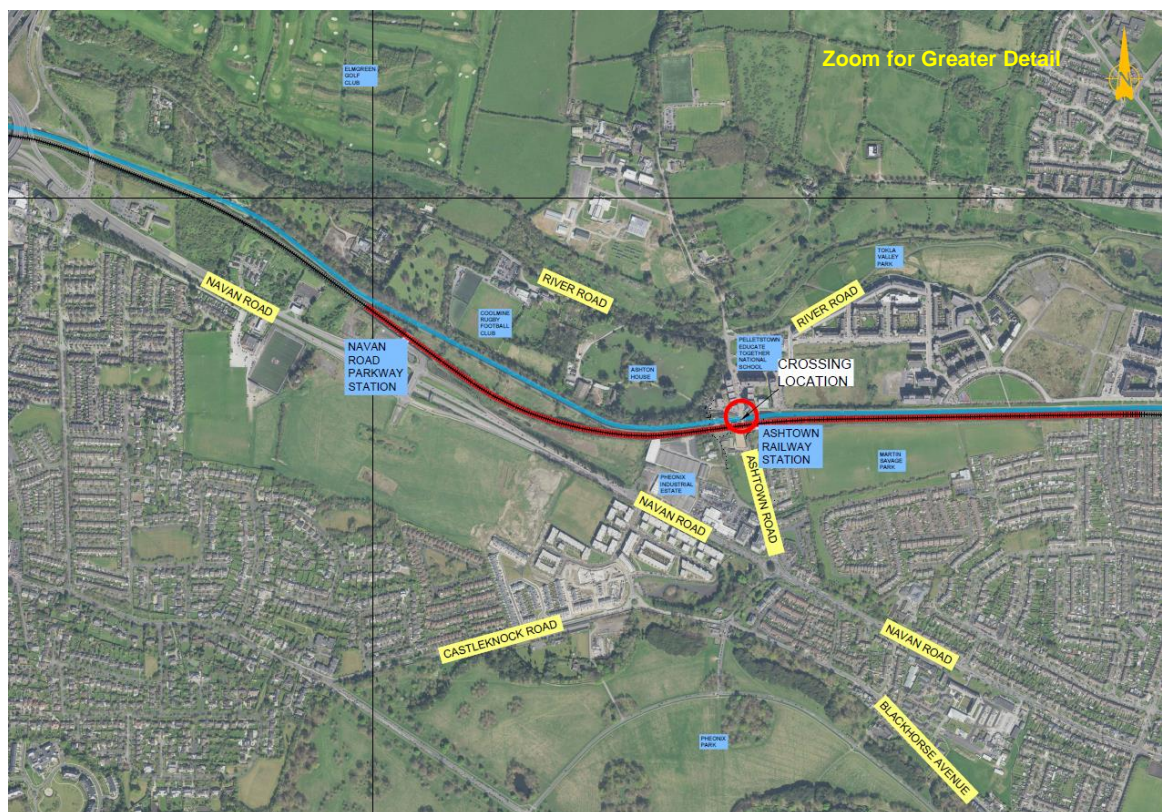 Zoom for Greater Detail
N
ELMGREEN
GOLF
CLUB
TOKLA
VALLEY
PARK
NAVAN ROAD
RIVER ROAD
RIVER ROAD
COOLMINE
RUGBY
FOOTBALL
CLUB
NAVAN
ROAD
PARKWAY
STATION
PELLETSTOWN
EDUCATE
TOGETHER
NATIONAL
SCHOOL
CROSSING
LOCATION
ASHTON
HOUSE
ASHTOWN
RAILWAY
STATION
MARTIN
SAVAGE
PARK
PHEONIX
INDUSTRIAL
ESTATE
NAVAN ROAD
ASHTOWN ROAD
CASTLEKNOCK ROAD
NAVAN ROAD
BLACKHORSE AVENUE
PHEONIX
PARK